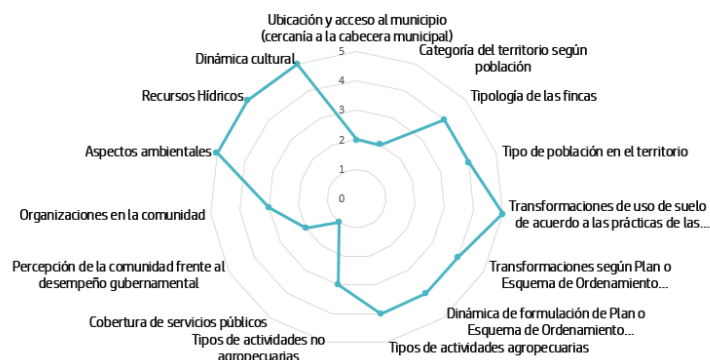 Ubicación y acceso al municipio
(cercanía a la cabecera municipal)
5
4
3
2
1
0
Categoría del territorio según
población
Tipología de las fincas
Tipo de población en el territorio
Transformaciones de uso de suelo
de acuerdo a las prácticas de las...
Transformaciones según Plan o
Esquema de Ordenamiento...
Dinámica de formulación de Plan o
Esquema de Ordenamiento...
Tipos de actividades agropecuarias
Tipos de actividades no
agropecuarias
Cobertura de servicios públicos
Percepción de la comunidad frente al
desempeño gubernamental
Organizaciones en la comunidad
Aspectos ambientales
Recursos Hídricos
Dinámica cultural